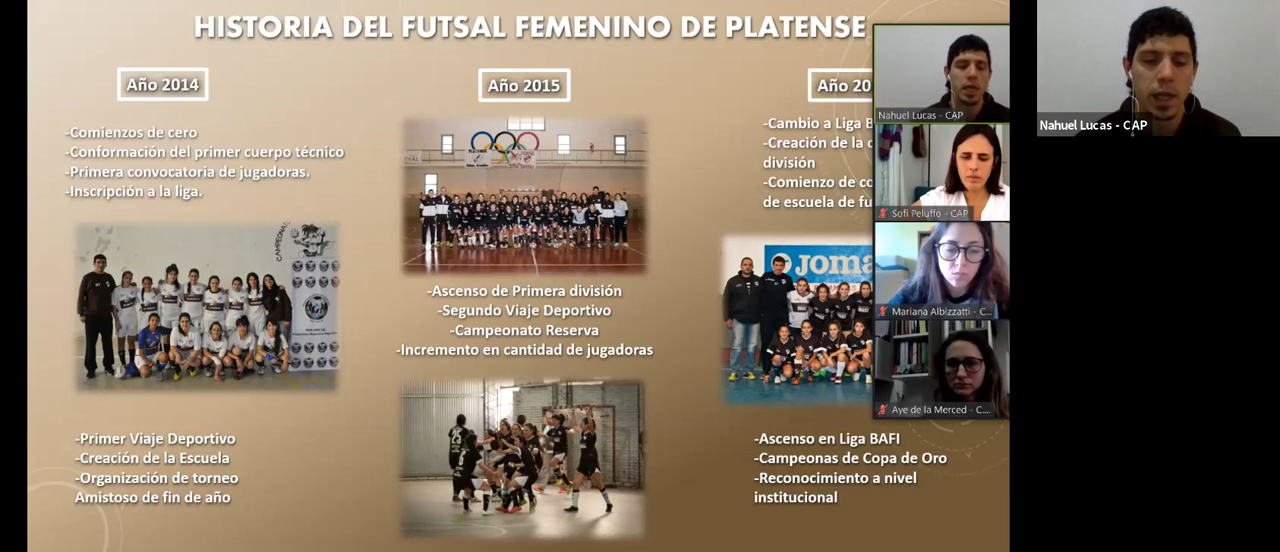 HISTORIA DEL FUTSAL FEMENINO DE PLATENSE
Año 2014
-Comienzos de cero
-Conformación del primer cuerpo técnico
-Primera convocatoria de jugadoras.
-Inscripción a la liga.
-Primer Viaje Deportivo
-Creación de la Escuela
-Organización de torneo
Amistoso de fin de año
Año 2015
-Ascenso de Primera división
-Segundo Viaje Deportivo
-Campeonato Reserva
-Incremento en cantidad de jugadoras
Año 20
-Cambio a Liga B
-Creación de la
división
-Comienzo de
de escuela de
Joma
-Ascenso en Liga BAFI
-Campeonas de Copa de Oro
-Reconocimiento a nivel
institucional
Nahuel Lucas - CAP
Sofi Peluffo - CAP
Mariana Albizzatti - C...
Aye de la Merced - C...
Nahuel Lucas - CAP